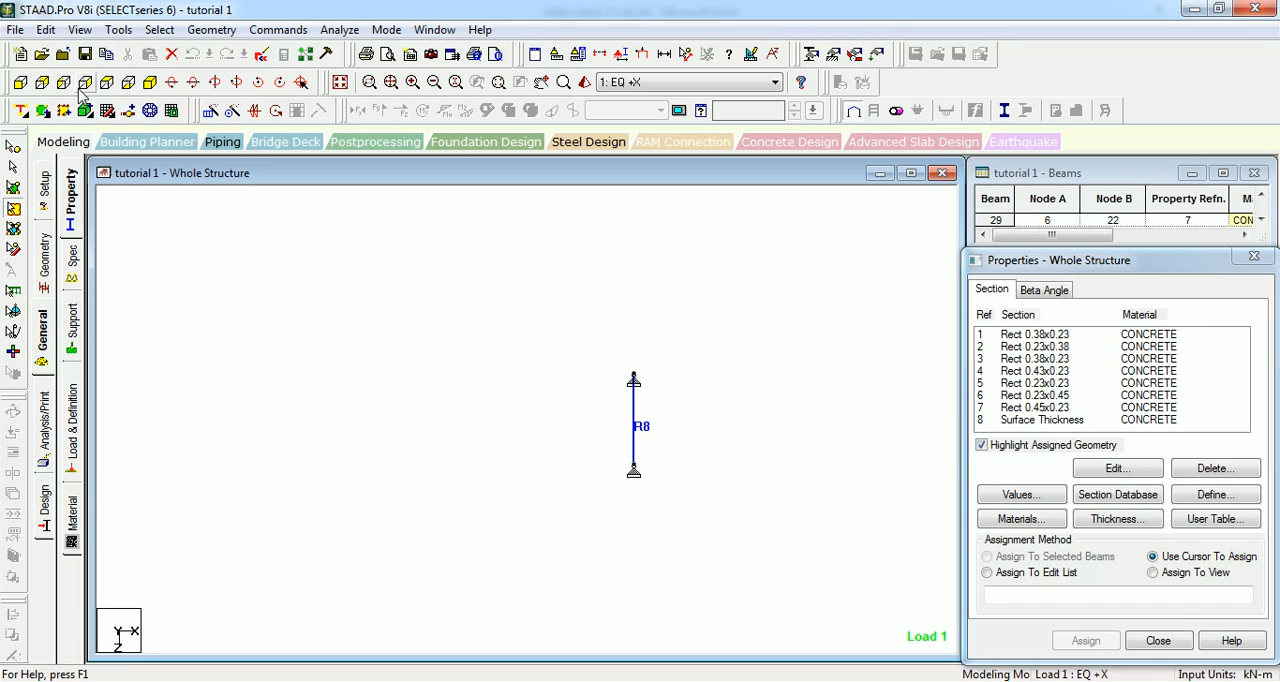 STAAD.Pro V8i (SELECTseries 6) - tutorial 1
File Edit View Tools Select Geometry Commands Analyze Mode Window Help
1: EQ +X
Modeling Building Planner Piping Bridge Deck Postprocessing Foundation Design Steel Design RAM Connection Concrete Design Advanced Slab Design Earthquake
Setup
Geometry
General
Analysis/Print
Design
Property
Spec
Support
Load & Definition
Material
tutorial 1 - Whole Structure
R8
Y X
Z
Load 1
tutorial 1 - Beams
Beam Node A Node B Property Refn. M
29 6 22 7 CON
Properties - Whole Structure
Section Beta Angle
Ref Section Material
1 Rect 0.38x0.23 CONCRETE
2 Rect 0.23x0.38 CONCRETE
3 Rect 0.38x0.23 CONCRETE
4 Rect 0.43x0.23 CONCRETE
5 Rect 0.23x0.23 CONCRETE
6 Rect 0.23x0.45 CONCRETE
7 Rect 0.45x0.23 CONCRETE
8 Surface Thickness CONCRETE
Highlight Assigned Geometry
Edit... Delete...
Values... Section Database Define...
Materials... Thickness... User Table...
Assignment Method
Assign To Selected Beams Use Cursor To Assign
Assign To Edit List Assign To View
Assign Close Help
For Help, press F1 Modeling Mo Load 1 : EQ +X Input Units: kN-m